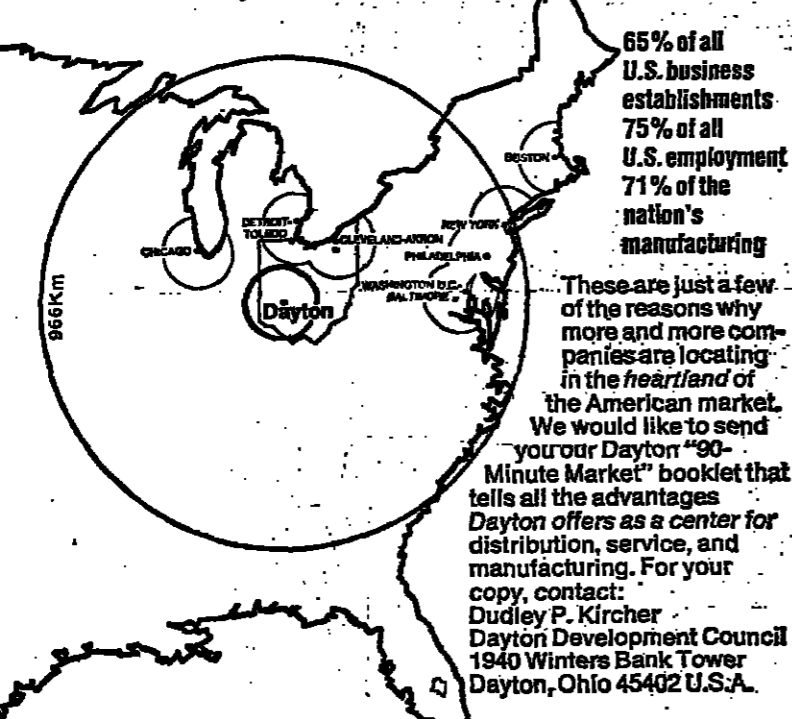 65% of all
U.S. business
establishments
75% of all
U.S. employment
71% of the
nation's
manufacturing
BOSTON
NEW YORK
DETROIT-
TOLEDO
CLEVELAND-AKRON
CHICAGO
PHILADELPHIA
WASHINGTON D.C.-
BALTIMORE
Dayton
966Km
These are just a few
of the reasons why
more and more com-
panies are locating
in the heartland of
the American market.
We would like to send
you our Dayton "90-
Minute Market" booklet that
tells all the advantages
Dayton offers as a center for
distribution, service, and
manufacturing. For your
copy, contact:
Dudley P. Kircher
Dayton Development Council
1940 Winters Bank Tower
Dayton, Ohio 45402 U.S.A.